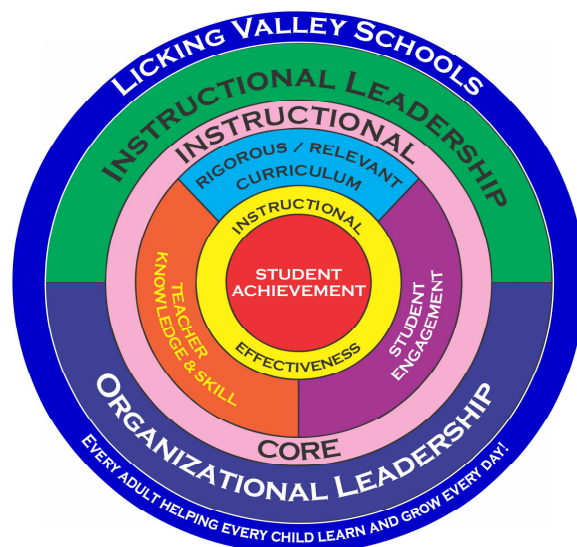 LICKING VALLEY SCHOOLS
INSTRUCTIONAL LEADERSHIP
INSTRUCTIONAL
RIGOROUS / RELEVANT
CURRICULUM
INSTRUCTIONAL
STUDENT
ACHIEVEMENT
EFFECTIVENESS
TEACHER
KNOWLEDGE & SKILL
STUDENT
ENGAGEMENT
CORE
ORGANIZATIONAL LEADERSHIP
EVERY ADULT HELPING EVERY CHILD LEARN AND GROW EVERY DAY!